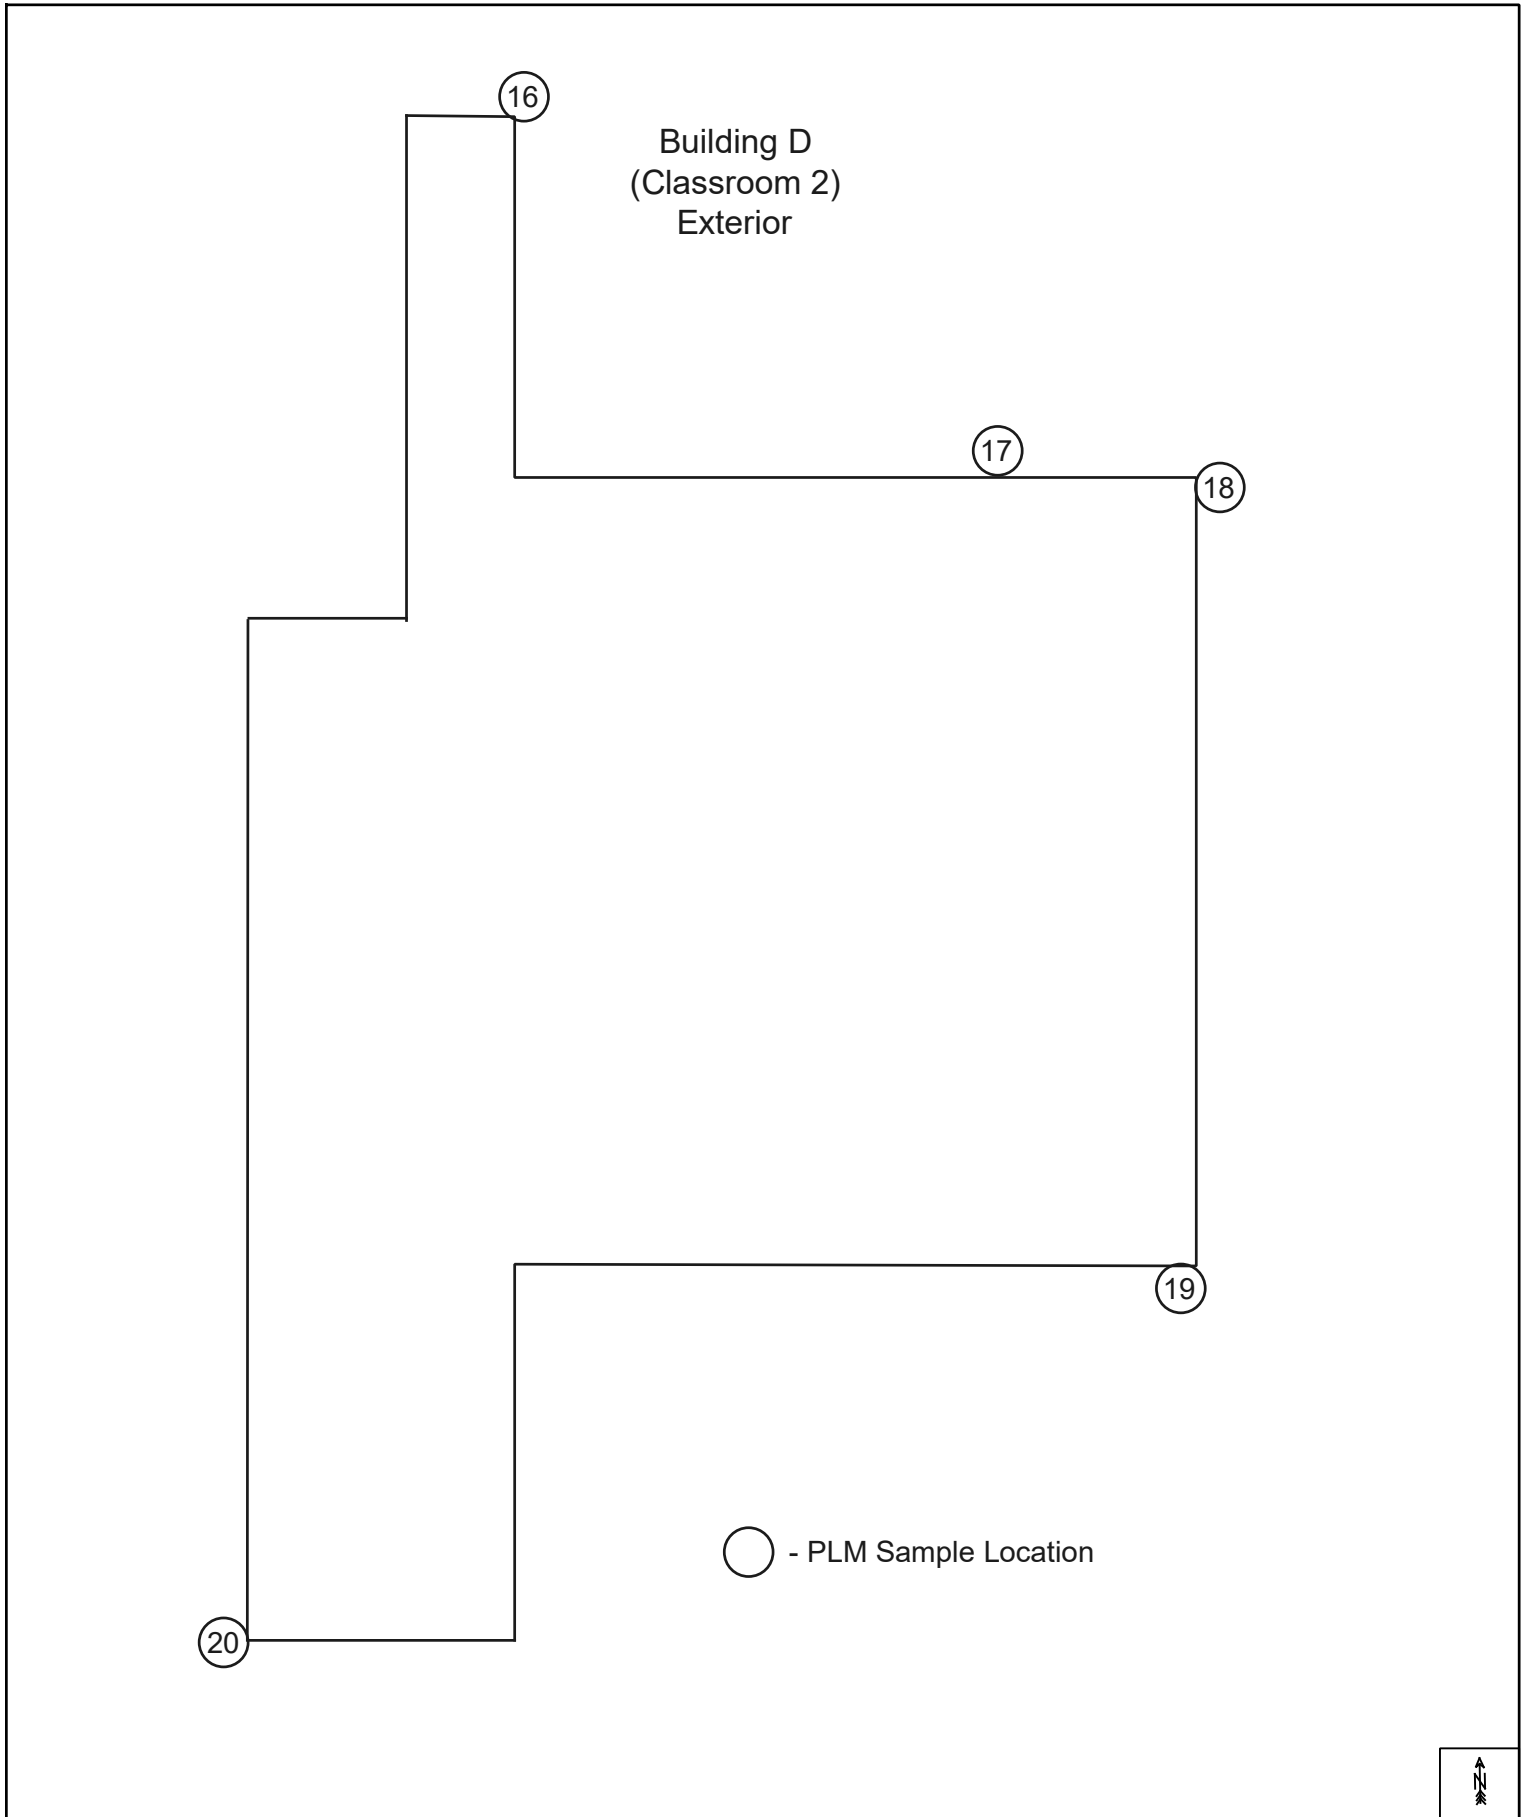 16
Building D
(Classroom 2)
Exterior
17
18
19
- PLM Sample Location
20
N